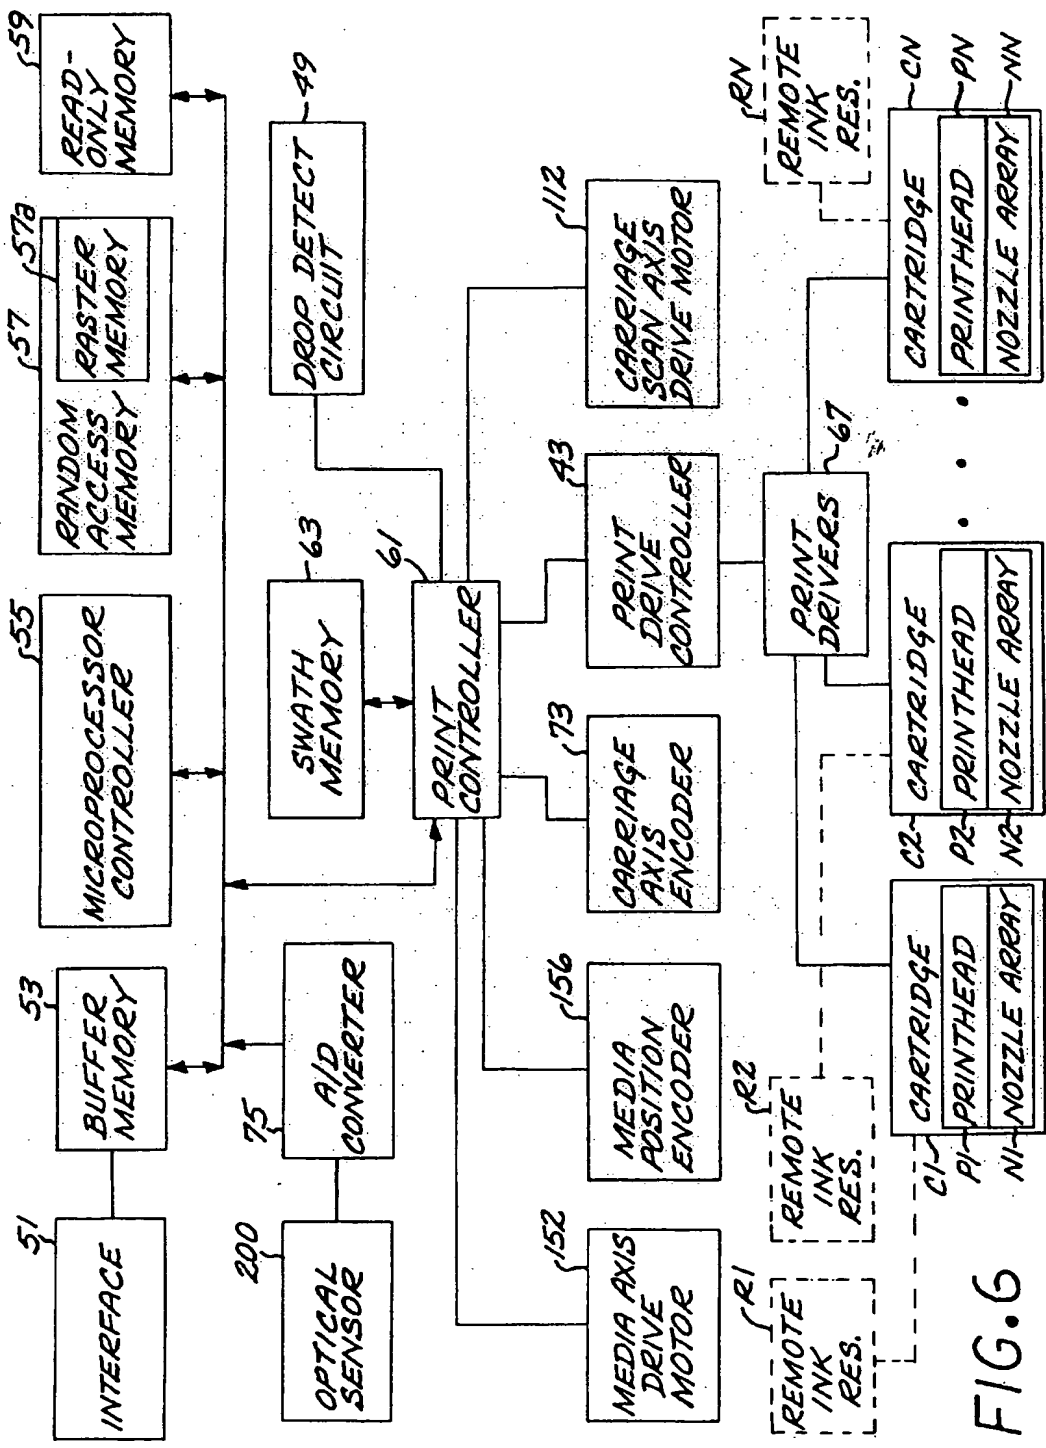 51
INTERFACE
53
BUFFER
MEMORY
55
MICROPROCESSOR
CONTROLLER
57
RANDOM
ACCESS
MEMORY
57a
RASTER
MEMORY
59
READ-
ONLY
MEMORY
200
OPTICAL
SENSOR
75
A/D
CONVERTER
63
SWATH
MEMORY
61
PRINT
CONTROLLER
49
DROP DETECT
CIRCUIT
152
MEDIA AXIS
DRIVE
MOTOR
156
MEDIA
POSITION
ENCODER
73
CARRIAGE
AXIS
ENCODER
43
PRINT
DRIVE
CONTROLLER
112
CARRIAGE
SCAN AXIS
DRIVE MOTOR
R1
REMOTE
INK
RES.
R2
REMOTE
INK
RES.
67
PRINT
DRIVERS
RN
REMOTE
INK
RES.
C1
CARTRIDGE
P1
PRINTHEAD
N1
NOZZLE ARRAY
C2
CARTRIDGE
P2
PRINTHEAD
N2
NOZZLE ARRAY
CARTRIDGE
CN
PRINTHEAD
PN
NOZZLE ARRAY
NN
FIG. 6